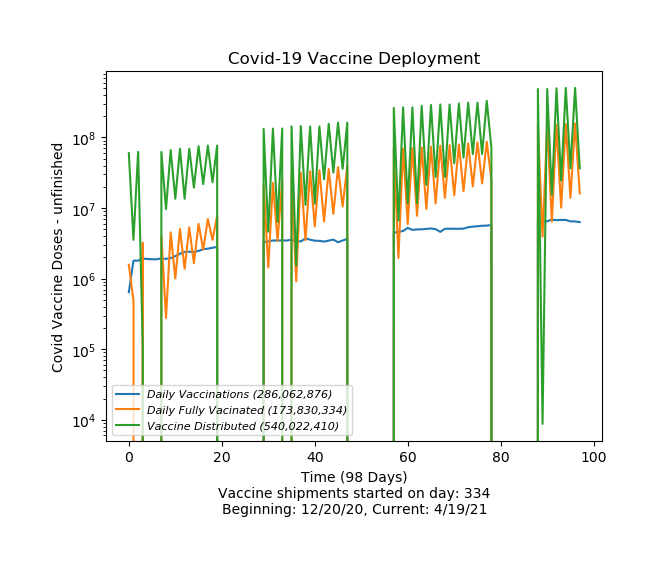 Covid-19 Vaccine Deployment
Covid Vaccine Doses - unfinished
10^8
10^7
10^6
10^5
10^4
Daily Vaccinations (286,062,876)
Daily Fully Vacinated (173,830,334)
Vaccine Distributed (540,022,410)
0 20 40 60 80 100
Time (98 Days)
Vaccine shipments started on day: 334
Beginning: 12/20/20, Current: 4/19/21